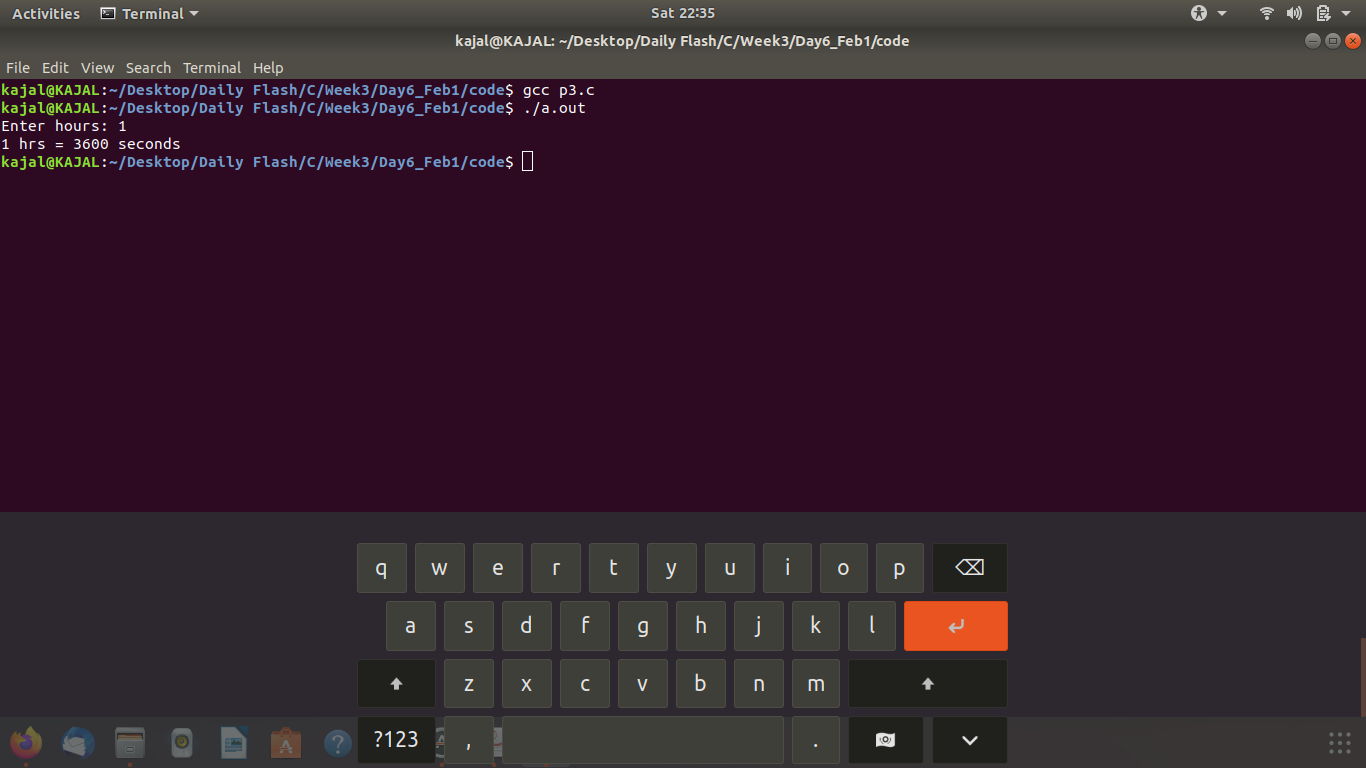 Activities Terminal Sat 22:35
kajal@KAJAL: ~/Desktop/Daily Flash/C/Week3/Day6_Feb1/code
File Edit View Search Terminal Help
kajal@KAJAL:~/Desktop/Daily Flash/C/Week3/Day6_Feb1/code$ gcc p3.c
kajal@KAJAL:~/Desktop/Daily Flash/C/Week3/Day6_Feb1/code$ ./a.out
Enter hours: 1
1 hrs = 3600 seconds
kajal@KAJAL:~/Desktop/Daily Flash/C/Week3/Day6_Feb1/code$
q w e r t y u i o p
a s d f g h j k l
z x c v b n m
?123 , .